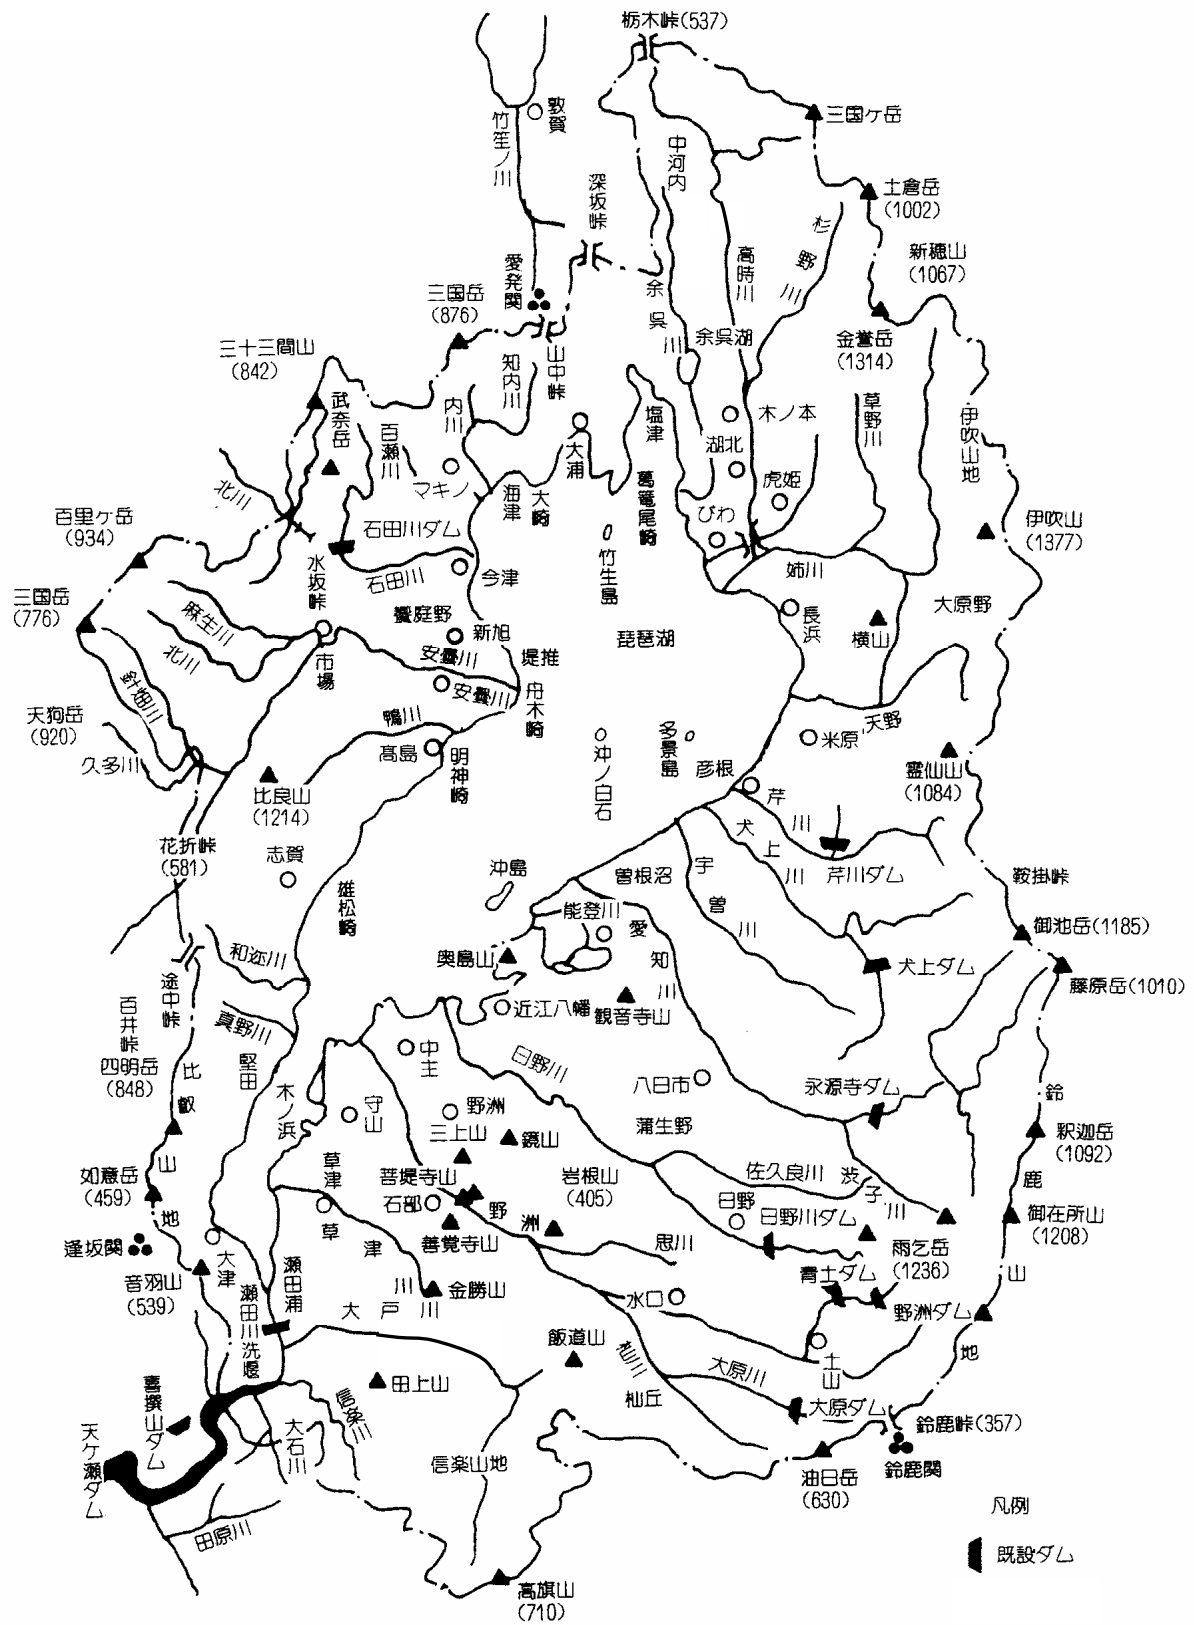 栃木峠(537)
三国ヶ岳
敦賀
竹笙ノ川
中河内
深坂峠
土倉岳
(1002)
杉野川
新穂山
(1067)
高時川
愛発関
余呉川
三国岳
(876)
余呉湖
金糞岳
(1314)
山中峠
知内川
三十三間山
(842)
武奈岳
百瀬川
内川
大浦
塩津
木ノ本
草野川
伊吹山地
湖北
北川
マキノ
海津
大崎
葛篭尾崎
虎姫
びわ
百里ヶ岳
(934)
石田川ダム
伊吹山
(1377)
水坂峠
石田川
今津
竹生島
姉川
三国岳
(776)
麻生川
饗庭野
新旭
琵琶湖
長浜
横山
大原野
北川
市場
安曇川
堤推
針畑川
安曇川
舟木崎
天狗岳
(920)
鴨川
久多川
高島
明神崎
沖ノ白石
多景島
彦根
米原
天野
霊仙山
(1084)
比良山
(1214)
芹川
犬上川
芹川ダム
花折峠
(581)
志賀
沖島
曽根沼
宇曽川
鞍掛峠
雄松崎
能登川
愛知川
御池岳(1185)
和迩川
奥島山
犬上ダム
藤原岳(1010)
途中峠
百井峠
近江八幡
観音寺山
真野川
四明岳
(848)
比叡山地
堅田
木ノ浜
中主
日野川
八日市
永源寺ダム
鈴鹿山地
守山
野洲
蒲生野
三上山
鏡山
釈迦岳
(1092)
如意岳
(459)
草津
菩提寺山
岩根山
(405)
佐久良川
渋子川
石部
野洲
日野
日野川ダム
御在所山
(1208)
逢坂関
大津
草津川
善覚寺山
思川
雨乞岳
(1236)
音羽山
(539)
瀬田浦
瀬田川洗堰
金勝山
青土ダム
野洲ダム
大戸川
水口
飯道山
土山
杣川
杣丘
大原川
喜撰山ダム
田上山
信楽川
大原ダム
鈴鹿峠(357)
天ヶ瀬ダム
大石川
信楽山地
油日岳
(630)
鈴鹿関
田原川
凡例
既設ダム
高旗山
(710)